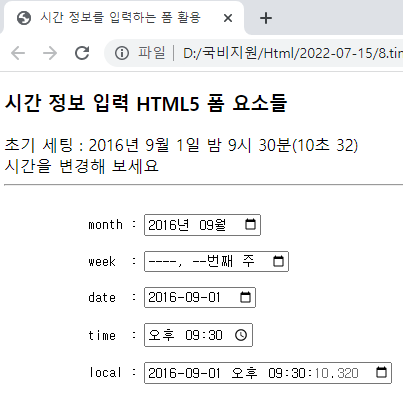 시간 정보를 입력하는 폼 활용
파일 | D:/국비지원/Html/2022-07-15/8.tim
시간 정보 입력 HTML5 폼 요소들
초기 세팅 : 2016년 9월 1일 밤 9시 30분(10초 32)
시간을 변경해 보세요
month : 2016년 09월
week : ----, --번째 주
date : 2016-09-01
time : 오후 09:30
local : 2016-09-01 오후 09:30:10.320